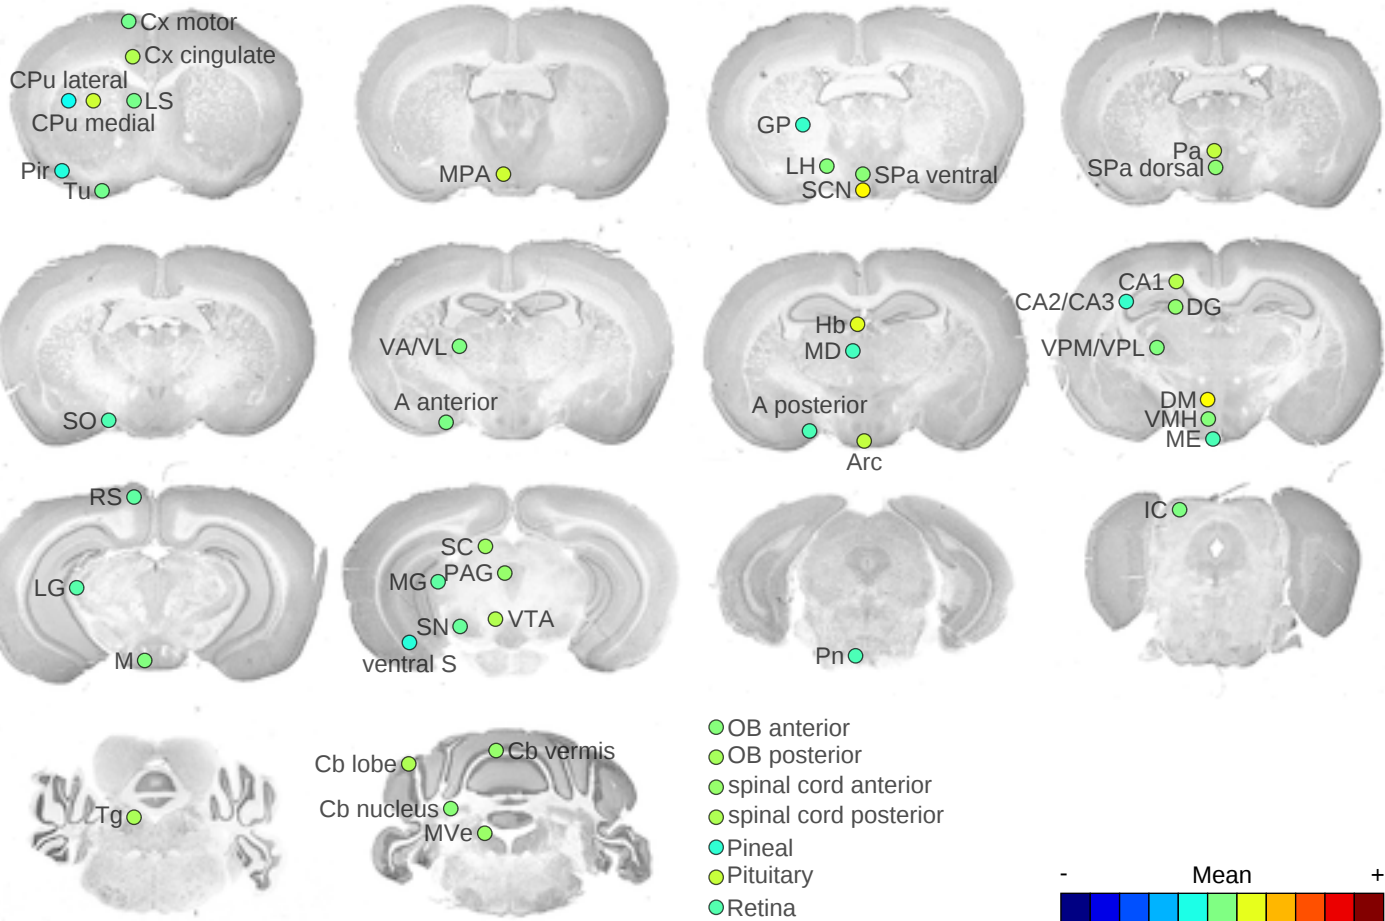 Cx motor
Cx cingulate
CPu lateral
LS
CPu medial
Pir
Tu
MPA
GP
LH
SPa ventral
SCN
Pa
SPa dorsal
SO
VA/VL
A anterior
Hb
MD
A posterior
Arc
CA1
CA2/CA3
DG
VPM/VPL
DM
VMH
ME
RS
LG
M
SC
PAG
MG
VTA
SN
ventral S
Pn
IC
Tg
Cb lobe
Cb vermis
Cb nucleus
MVe
OB anterior
OB posterior
spinal cord anterior
spinal cord posterior
Pineal
Pituitary
Retina
- Mean +